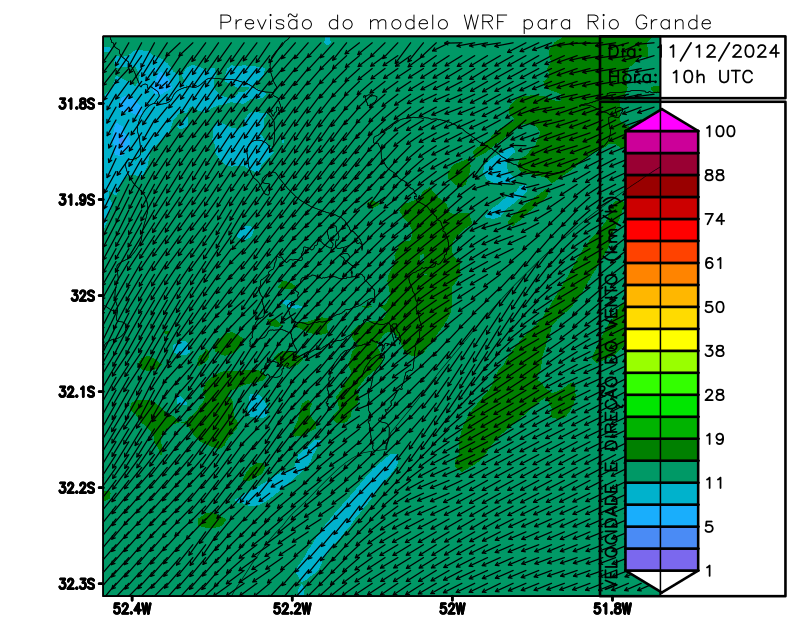 Previsão do modelo WRF para Rio Grande
Dia: 11/12/2024
Hora: 10h UTC
VELOCIDADE E DIREÇÃO DO VENTO (km/h)
100
88
74
61
50
38
28
19
11
5
1
31.8S
31.9S
32S
32.1S
32.2S
32.3S
52.4W
52.2W
52W
51.8W